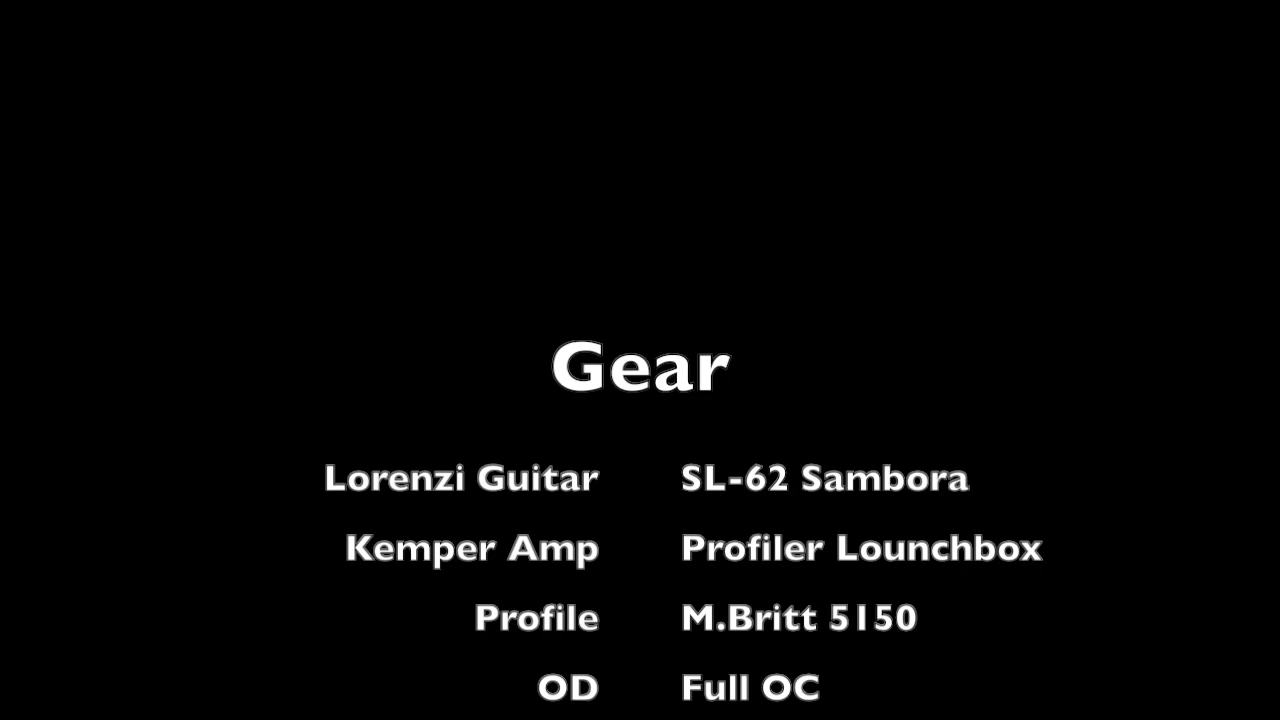 Gear
Lorenzi Guitar SL-62 Sambora
Kemper Amp Profiler Lounchbox
Profile M.Britt 5150
OD Full OC